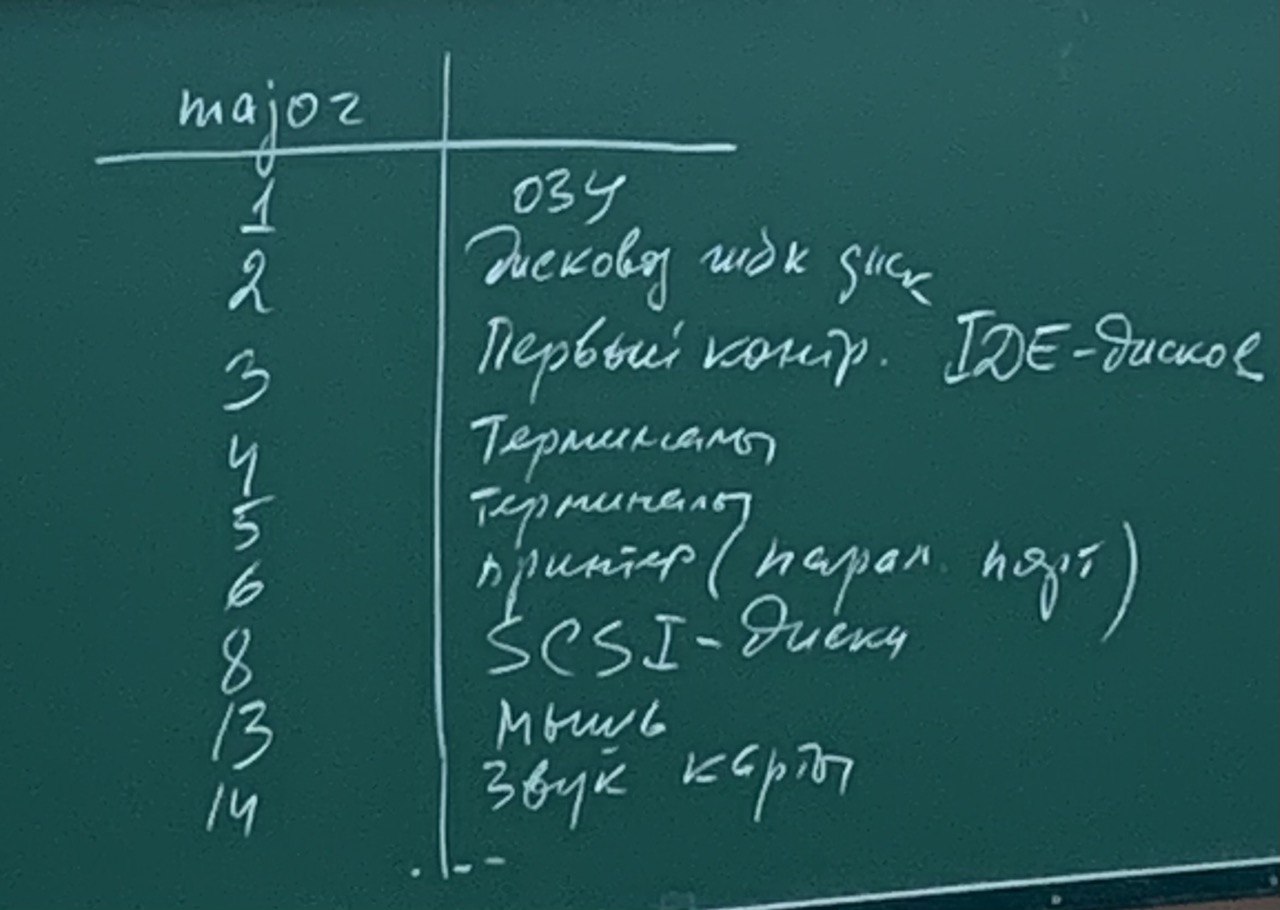 major
1 ОЗУ
2 Дисковод гибк диск
3 Первый контр. IDE-дисков
4 Терминалы
5 Терминалы
6 принтер (парал. порт)
8 SCSI-диски
13 мышь
14 Звук карты
...